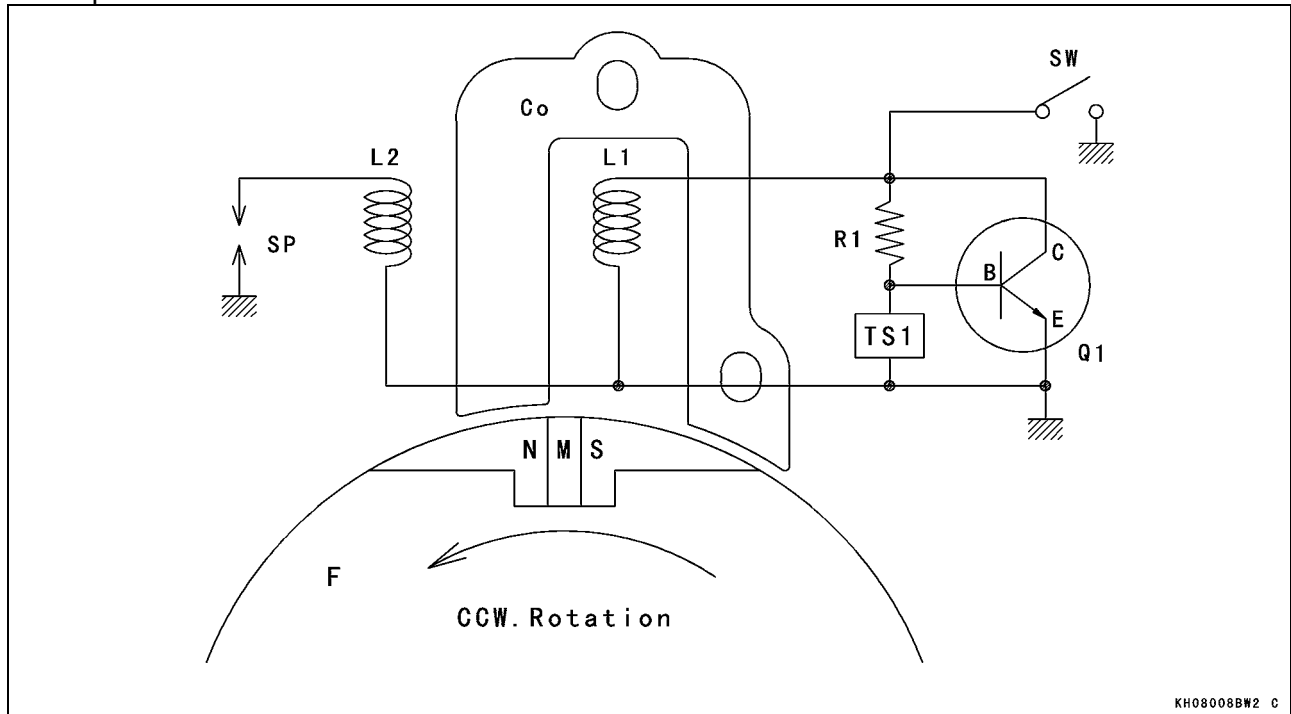 SW
Co
L2
L1
SP
R1
C
B
E
TS1
Q1
N M S
F
CCW. Rotation
KH08008BW2 C